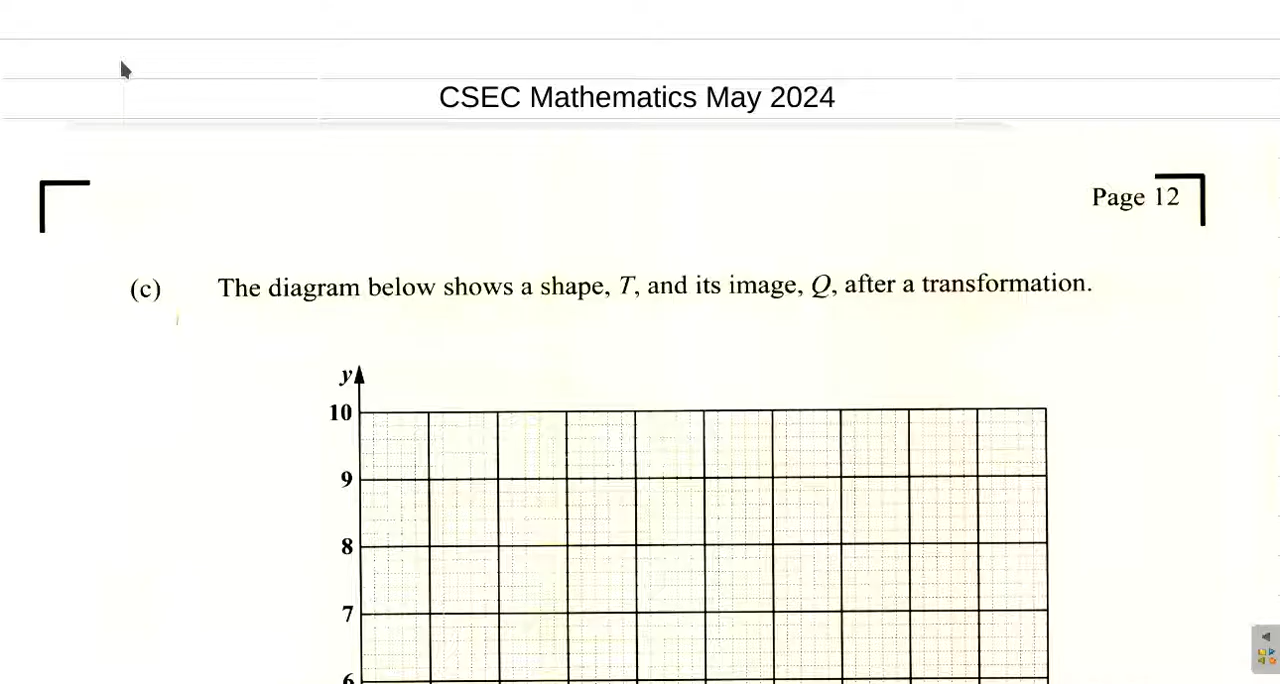 CSEC Mathematics May 2024
Page 12
(c) The diagram below shows a shape, T, and its image, Q, after a transformation.
y
10
9
8
7
6